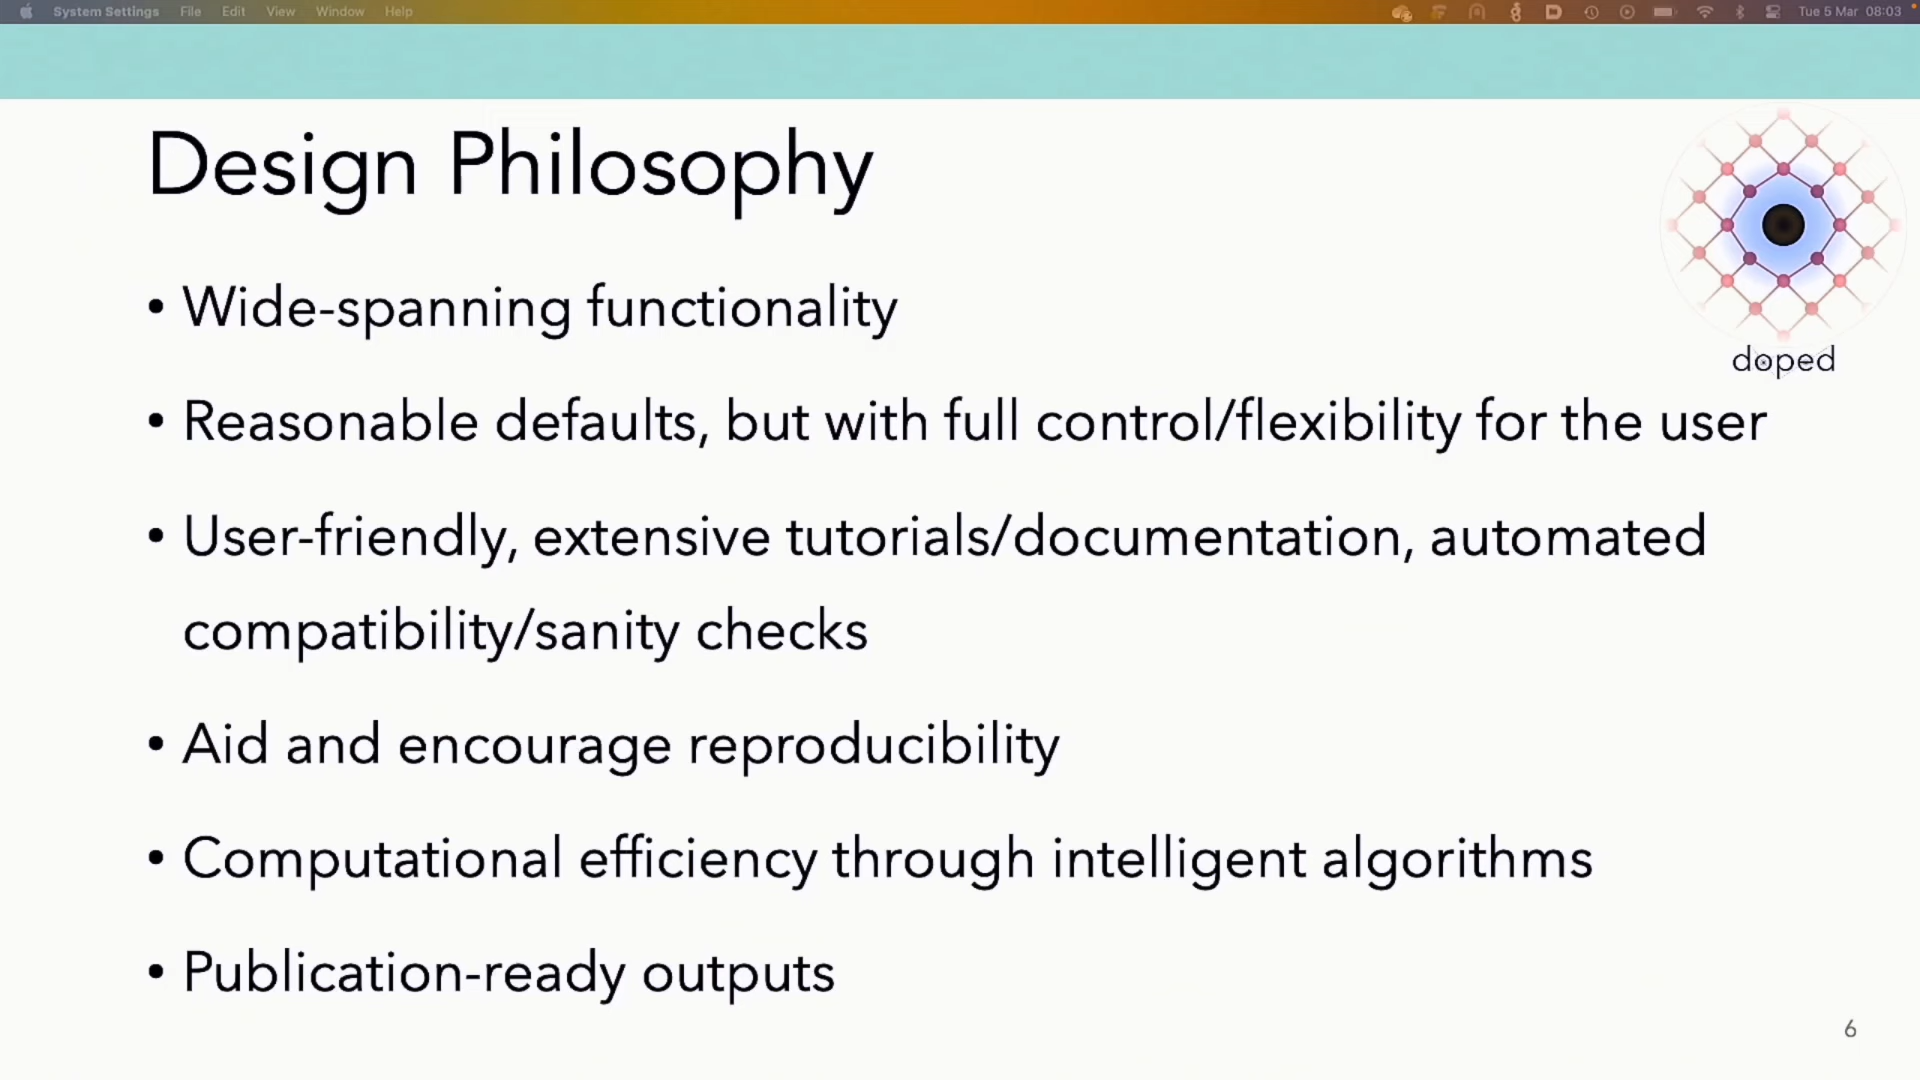 System Settings File Edit View Window Help Tue 5 Mar 08:03
Design Philosophy
doped
• Wide-spanning functionality
• Reasonable defaults, but with full control/flexibility for the user
• User-friendly, extensive tutorials/documentation, automated
compatibility/sanity checks
• Aid and encourage reproducibility
• Computational efficiency through intelligent algorithms
• Publication-ready outputs
6